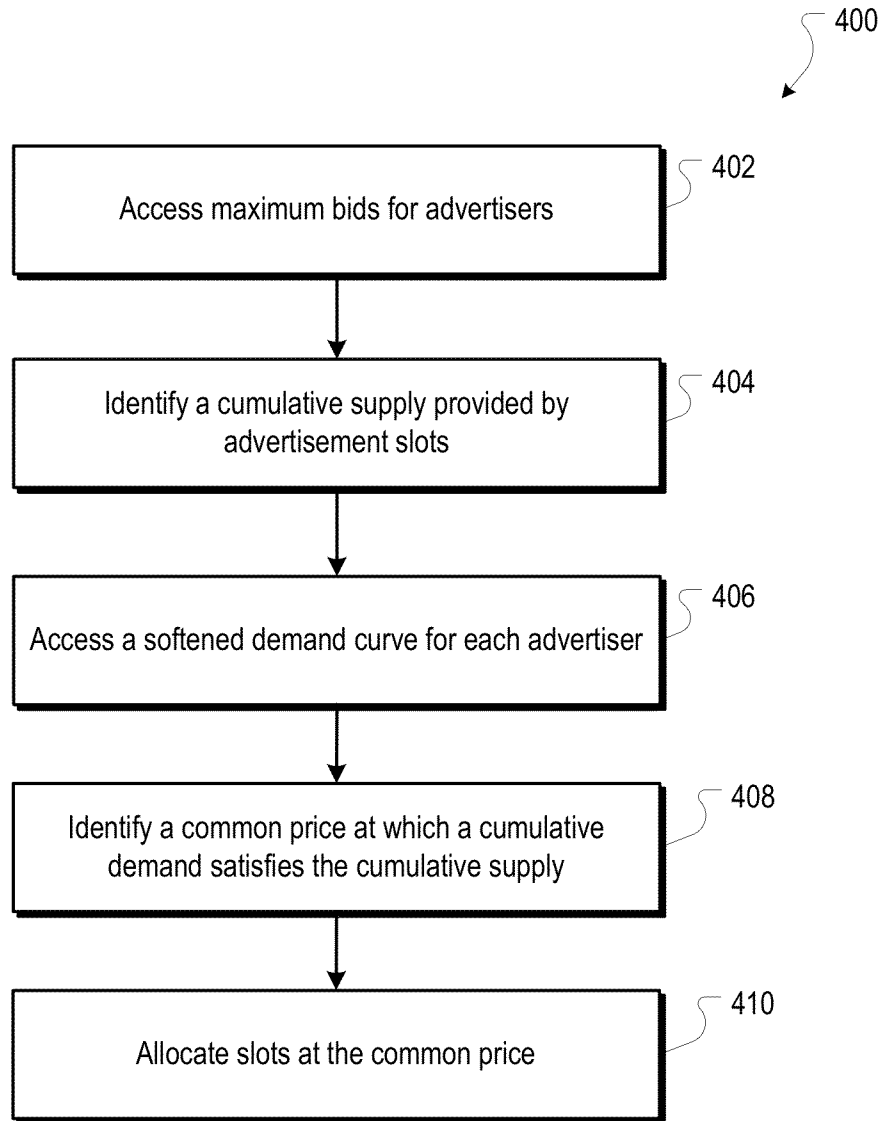 400
Access maximum bids for advertisers
402
Identify a cumulative supply provided by
advertisement slots
404
Access a softened demand curve for each advertiser
406
Identify a common price at which a cumulative
demand satisfies the cumulative supply
408
Allocate slots at the common price
410